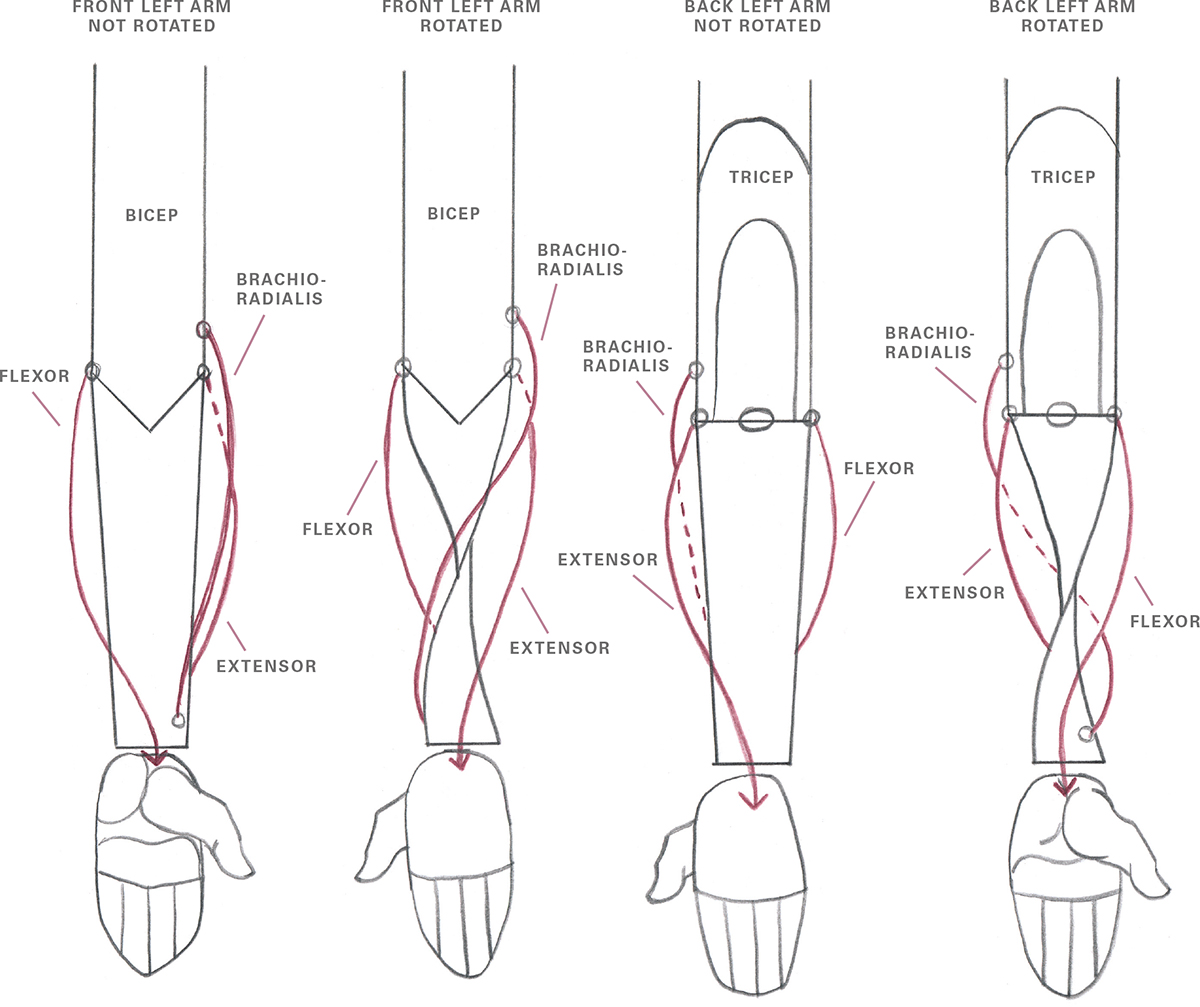 FRONT LEFT ARM
NOT ROTATED
FRONT LEFT ARM
ROTATED
BACK LEFT ARM
NOT ROTATED
BACK LEFT ARM
ROTATED
BICEP
BRACHIO-
RADIALIS
FLEXOR
EXTENSOR
BICEP
BRACHIO-
RADIALIS
FLEXOR
EXTENSOR
TRICEP
BRACHIO-
RADIALIS
FLEXOR
EXTENSOR
TRICEP
BRACHIO-
RADIALIS
EXTENSOR
FLEXOR